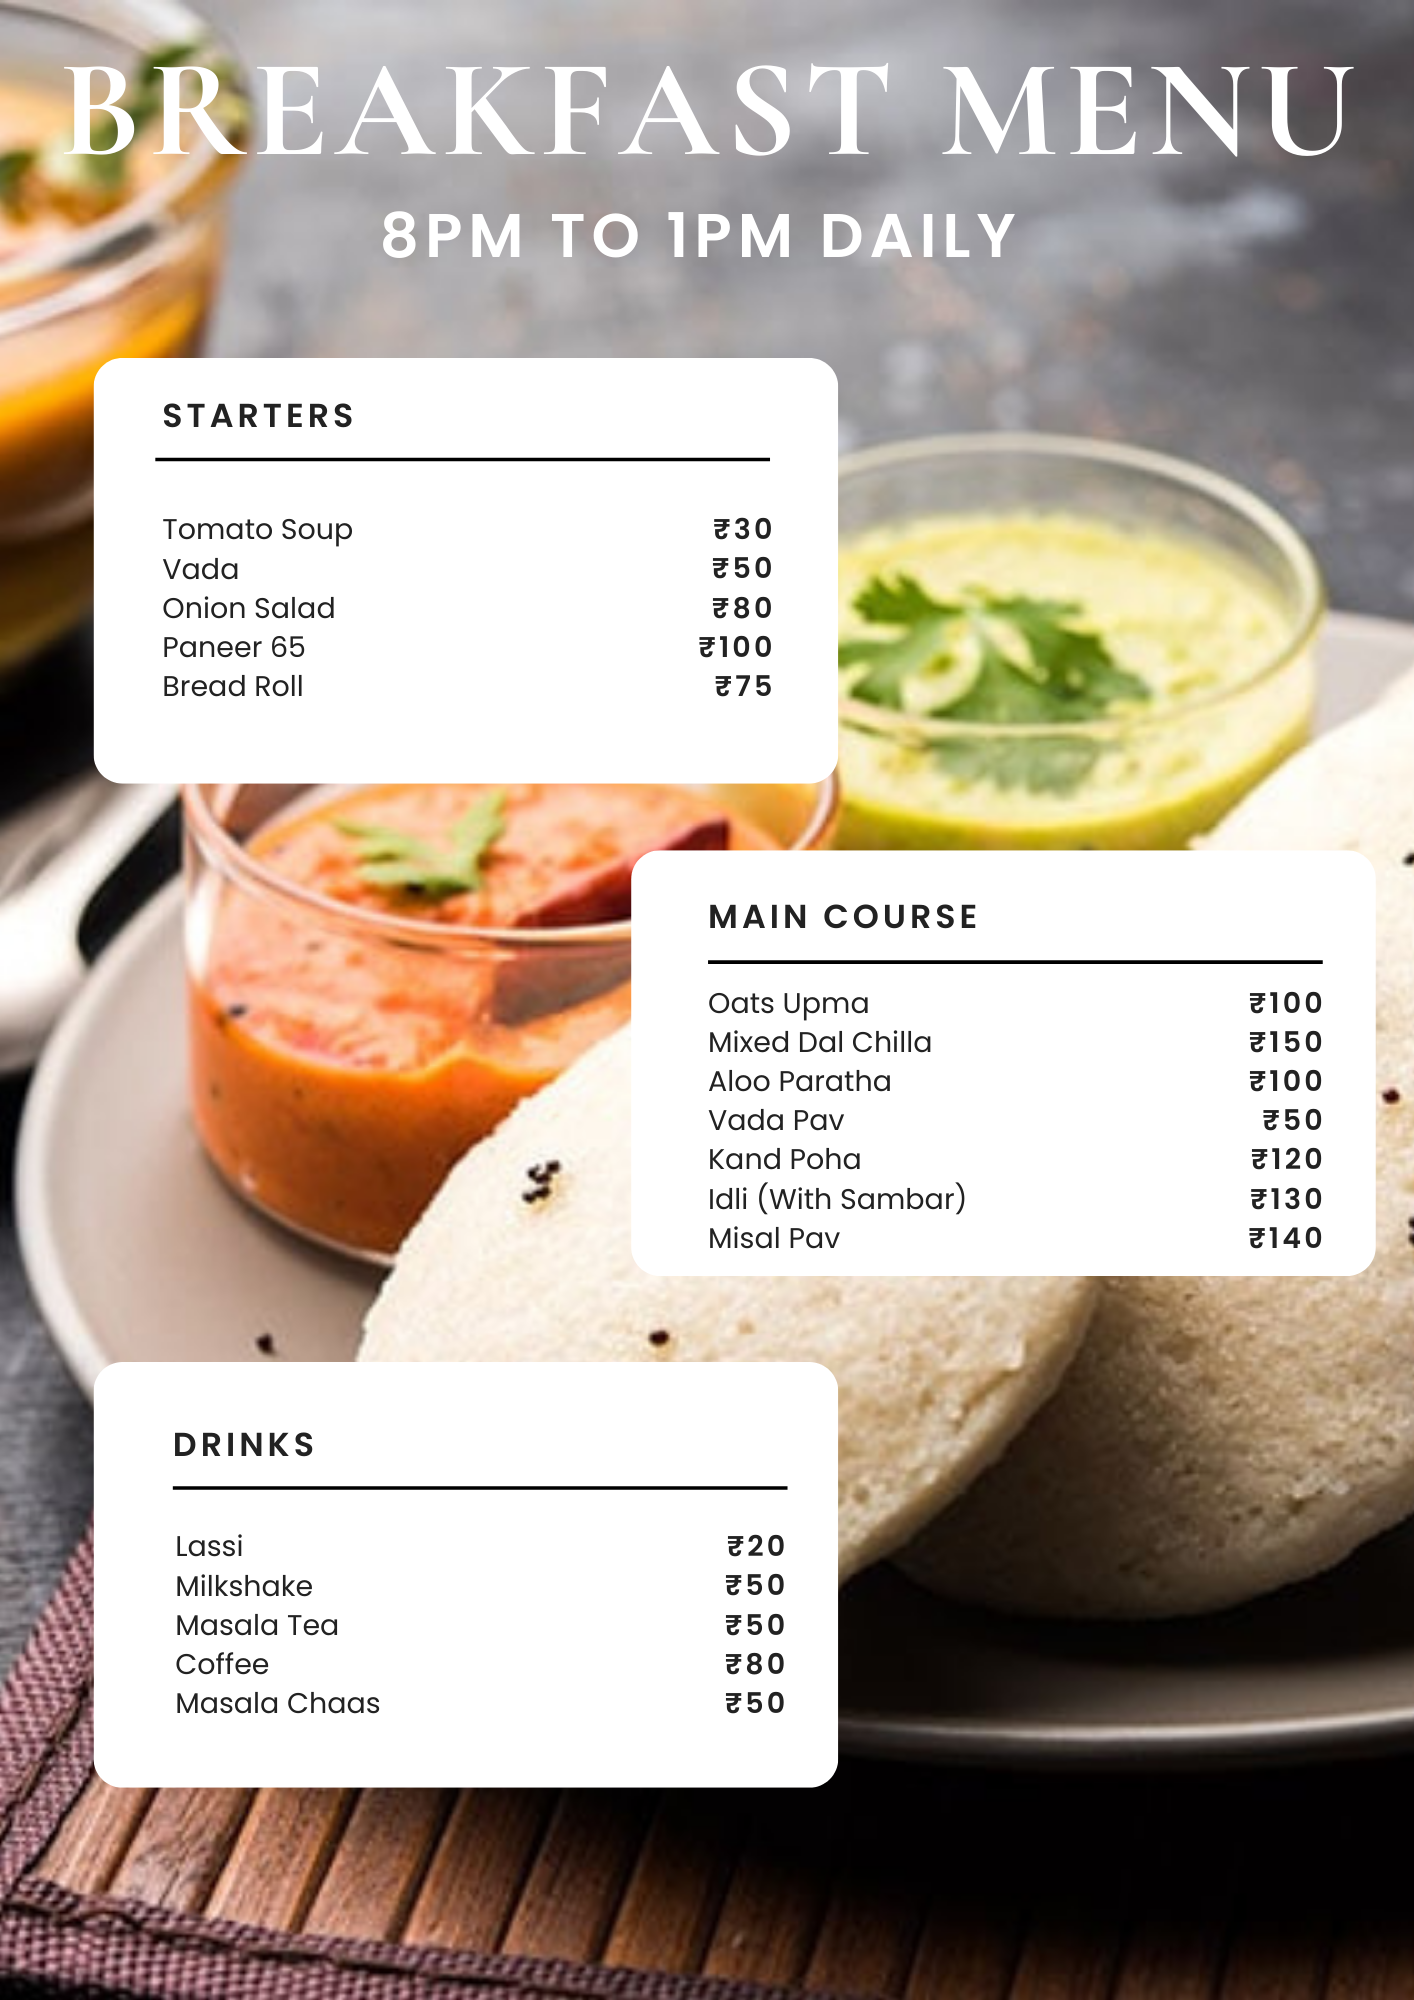 BREAKFAST MENU
8PM TO 1PM DAILY
STARTERS
Tomato Soup ₹30
Vada ₹50
Onion Salad ₹80
Paneer 65 ₹100
Bread Roll ₹75
MAIN COURSE
Oats Upma ₹100
Mixed Dal Chilla ₹150
Aloo Paratha ₹100
Vada Pav ₹50
Kand Poha ₹120
Idli (With Sambar) ₹130
Misal Pav ₹140
DRINKS
Lassi ₹20
Milkshake ₹50
Masala Tea ₹50
Coffee ₹80
Masala Chaas ₹50